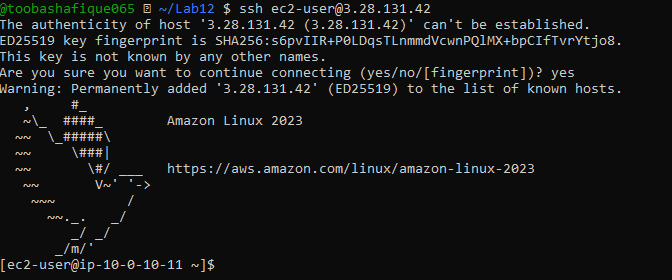 @toobashafique065 ~/Lab12 $ ssh ec2-user@3.28.131.42
The authenticity of host '3.28.131.42 (3.28.131.42)' can't be established.
ED25519 key fingerprint is SHA256:s6pvIIR+P0LDqsTLnmmdVcwnPQlMX+bpCIfTvrYtjo8.
This key is not known by any other names.
Are you sure you want to continue connecting (yes/no/[fingerprint])? yes
Warning: Permanently added '3.28.131.42' (ED25519) to the list of known hosts.
   ,     #_
   ~\_  ####_        Amazon Linux 2023
  ~~  \_#####\
  ~~     \###|
  ~~       \#/ ___   https://aws.amazon.com/linux/amazon-linux-2023
   ~~       V~' '->
    ~~~         /
      ~~._.   _/
         _/ _/
       _/m/'
[ec2-user@ip-10-0-10-11 ~]$